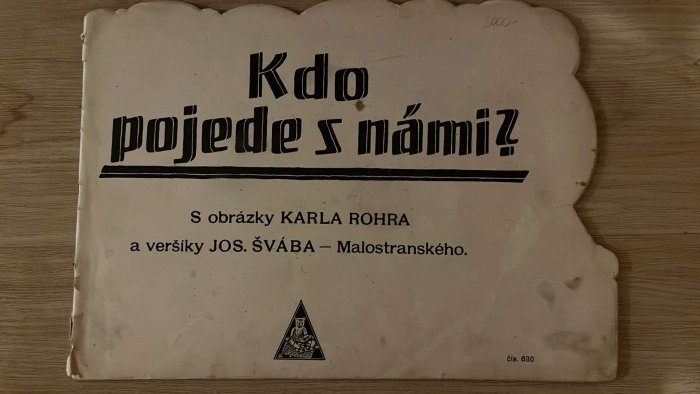 Kdo
pojede s námi?
S obrázky KARLA ROHRA
a veršíky JOS. ŠVÁBA – Malostranského.
čís. 630